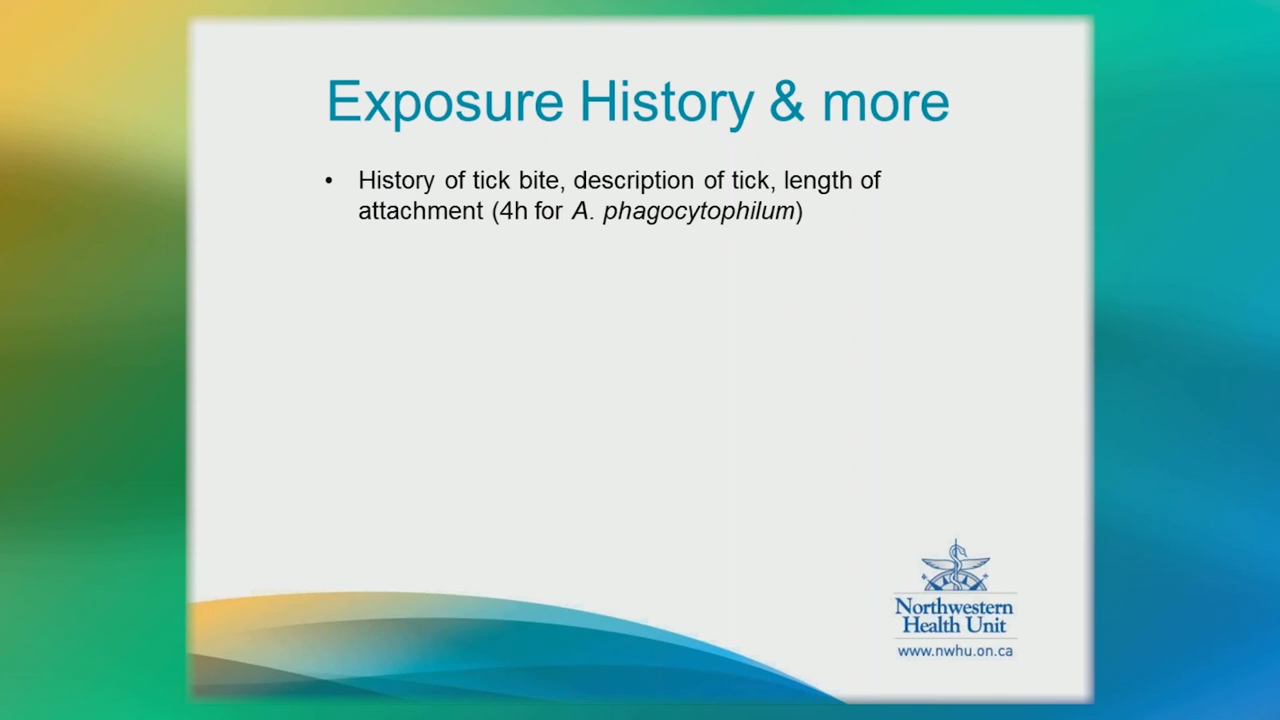 Exposure History & more
• History of tick bite, description of tick, length of
attachment (4h for A. phagocytophilum)
Northwestern
Health Unit
www.nwhu.on.ca